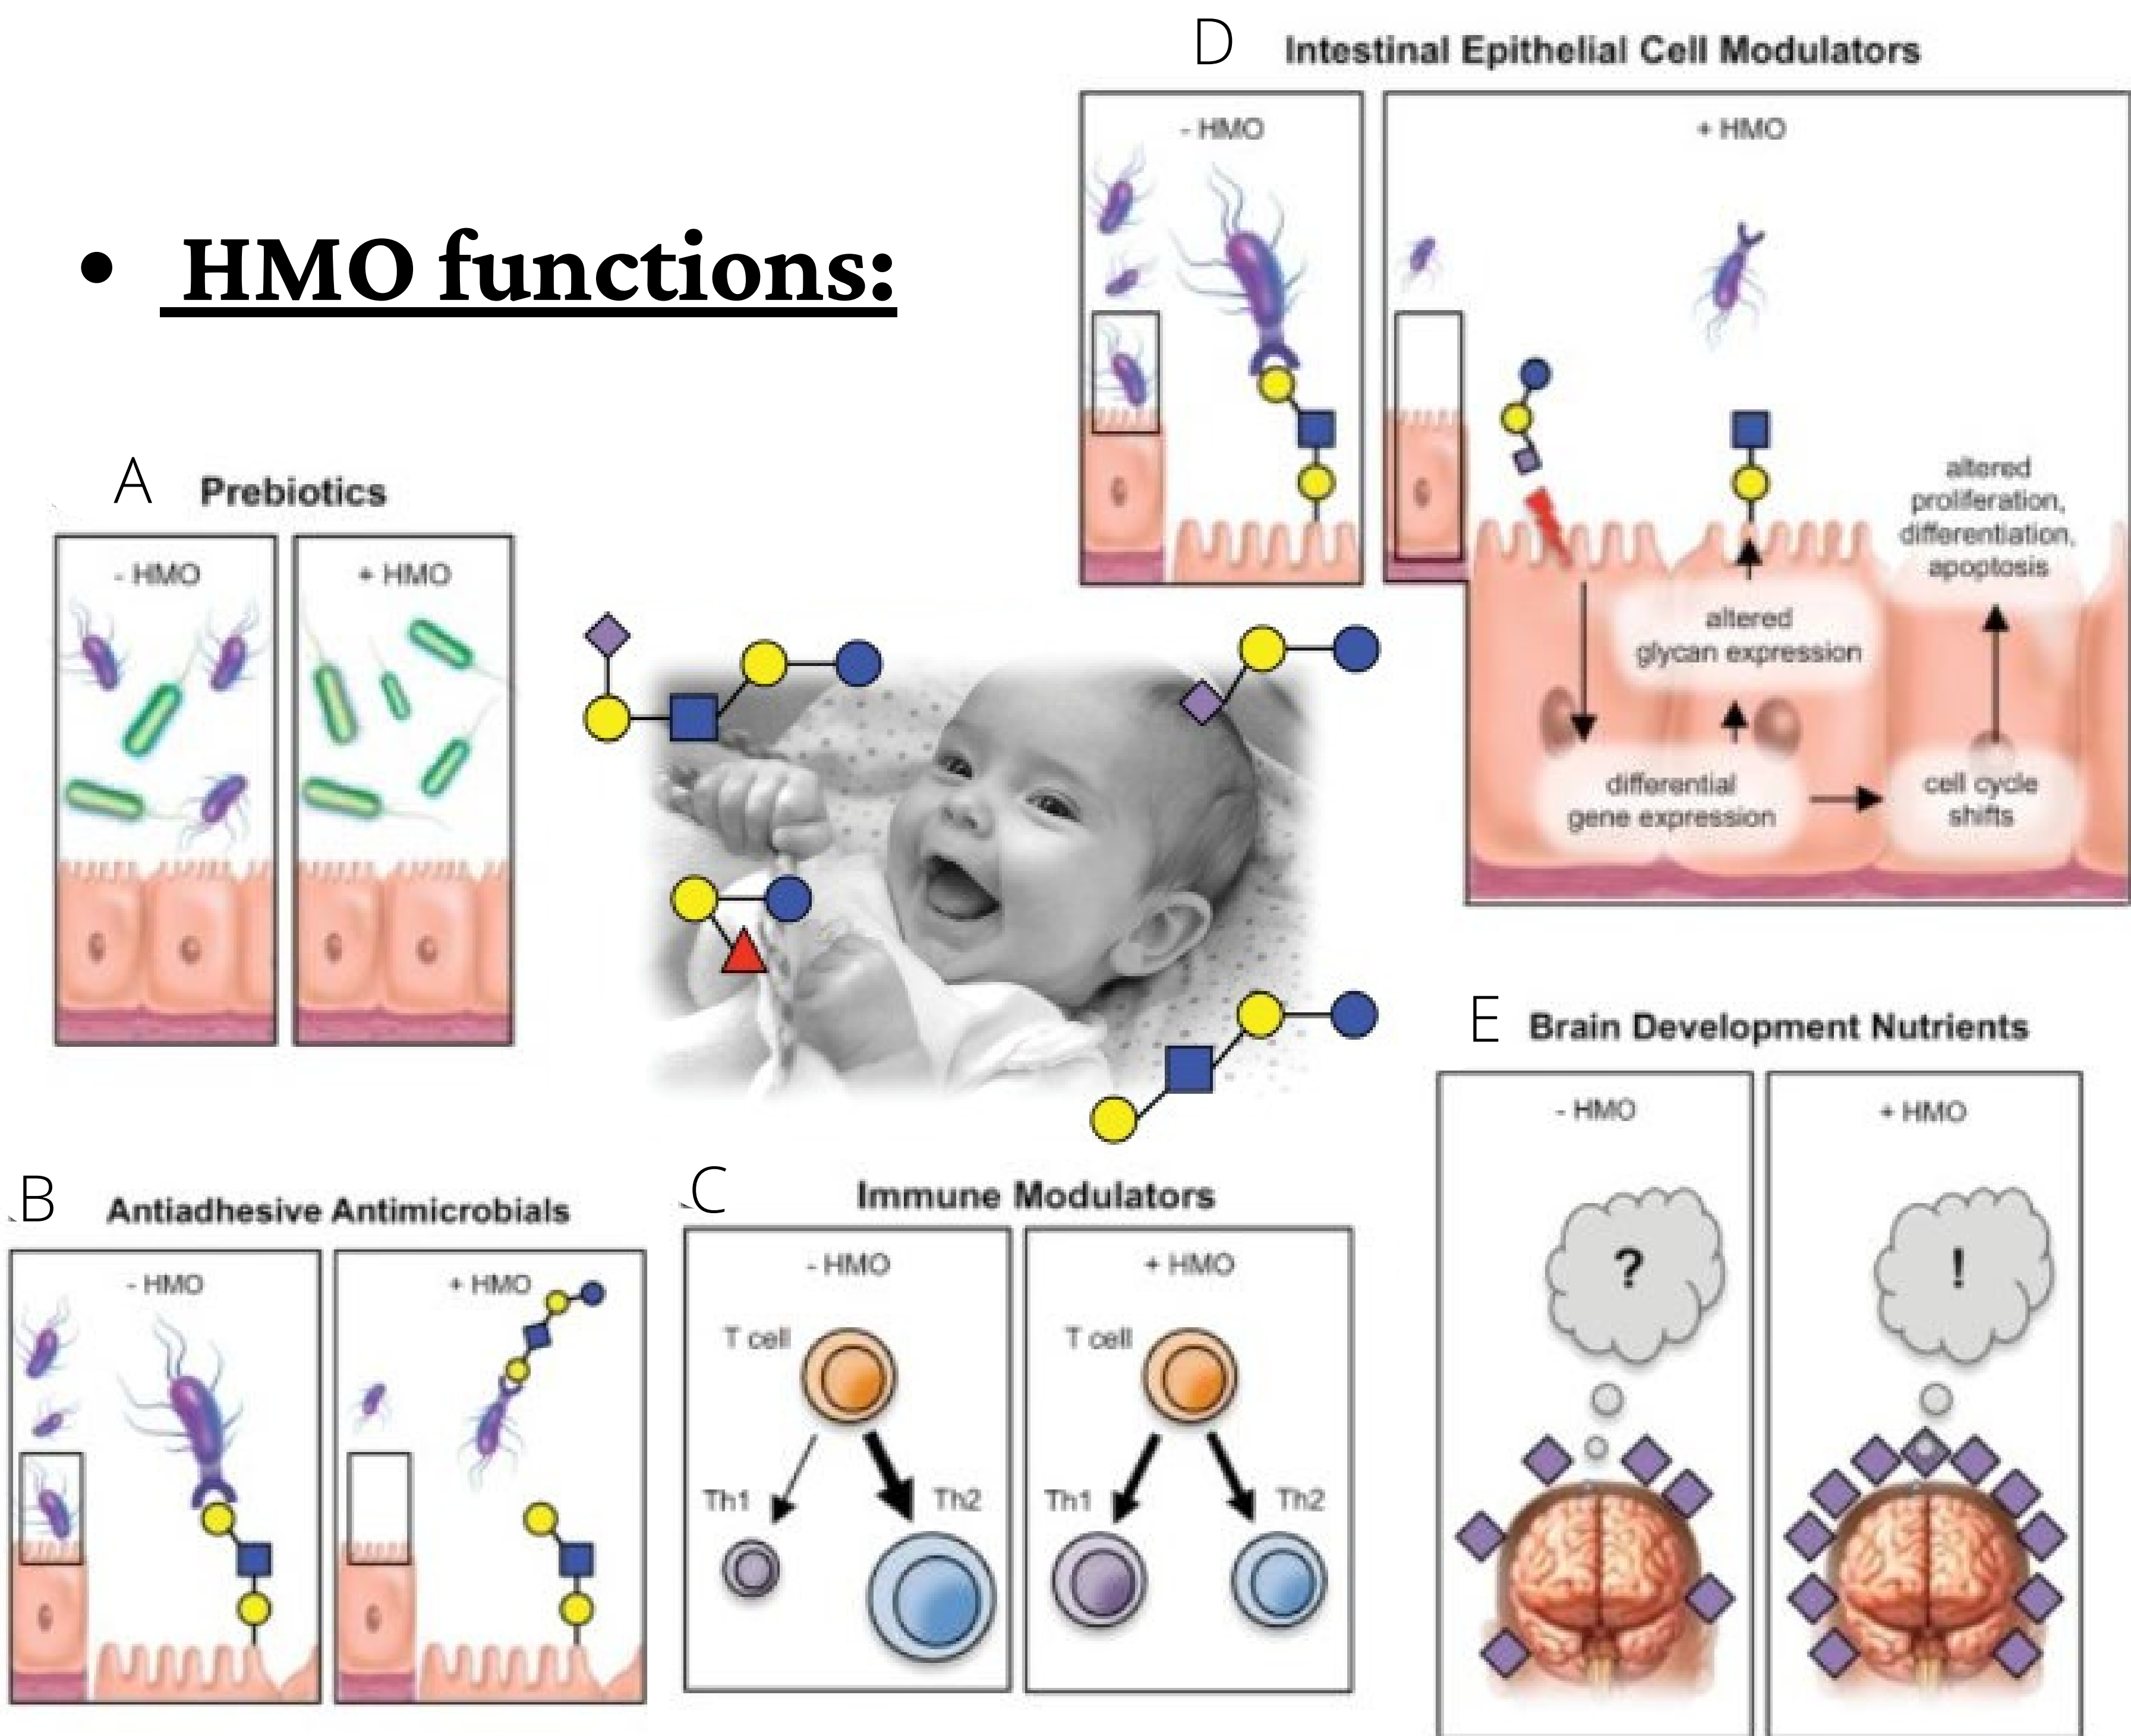 • HMO functions:
A Prebiotics
- HMO
+ HMO
B Antiadhesive Antimicrobials
- HMO
+ HMO
C Immune Modulators
- HMO
T cell
Th1
Th2
+ HMO
T cell
Th1
Th2
D Intestinal Epithelial Cell Modulators
- HMO
+ HMO
altered
proliferation,
differentiation,
apoptosis
altered
glycan expression
differential
gene expression
cell cycle
shifts
E Brain Development Nutrients
- HMO
?
+ HMO
!